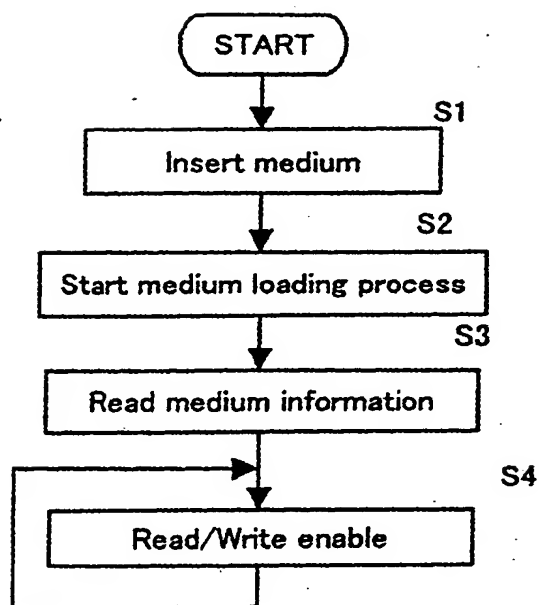 START
S1
Insert medium
S2
Start medium loading process
S3
Read medium information
S4
Read/Write enable